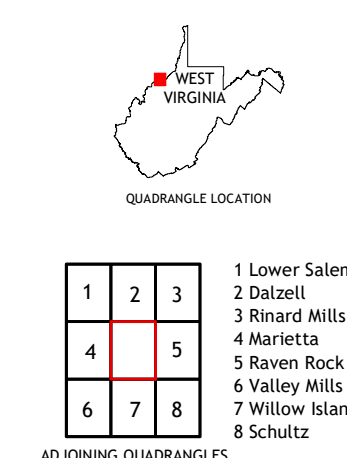 WEST
VIRGINIA
QUADRANGLE LOCATION
1 2 3
4 5
6 7 8
1 Lower Salem
2 Dalzell
3 Rinard Mills
4 Marietta
5 Raven Rock
6 Valley Mills
7 Willow Islan
8 Schultz
ADJOINING QUADRANGLES